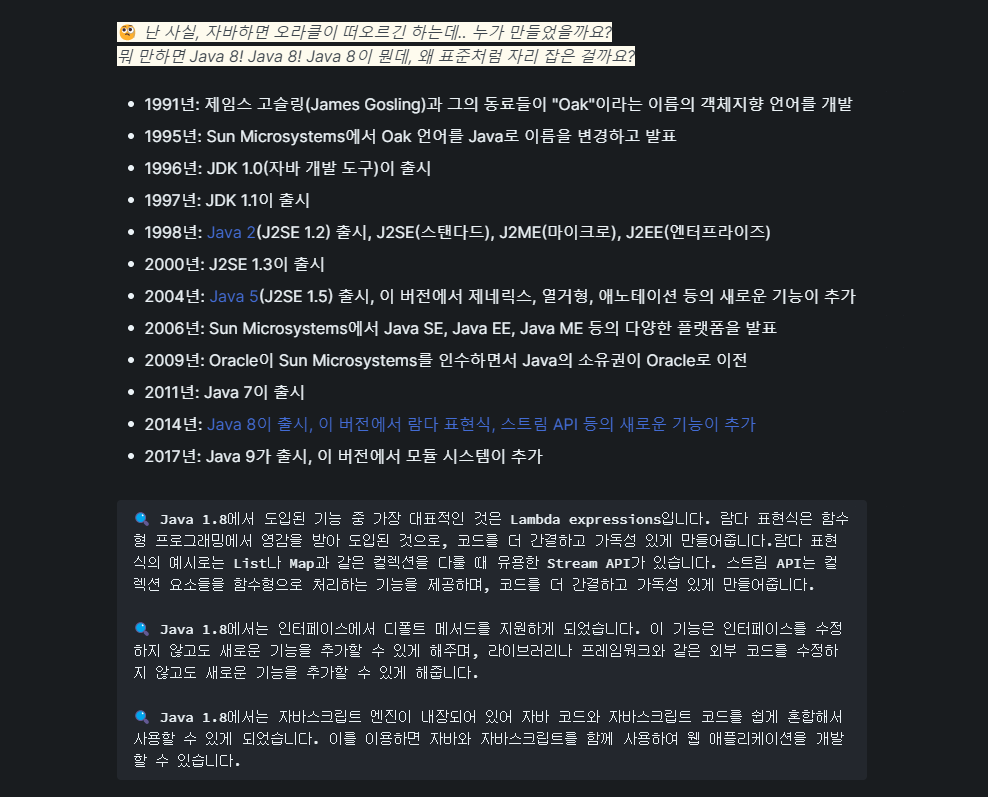 🥺 난 사실, 자바하면 오라클이 떠오르긴 하는데.. 누가 만들었을까요?
뭐 만하면 Java 8! Java 8! Java 8이 뭔데, 왜 표준처럼 자리 잡은 걸까요?
• 1991년: 제임스 고슬링(James Gosling)과 그의 동료들이 "Oak"이라는 이름의 객체지향 언어를 개발
• 1995년: Sun Microsystems에서 Oak 언어를 Java로 이름을 변경하고 발표
• 1996년: JDK 1.0(자바 개발 도구)이 출시
• 1997년: JDK 1.1이 출시
• 1998년: Java 2(J2SE 1.2) 출시, J2SE(스탠다드), J2ME(마이크로), J2EE(엔터프라이즈)
• 2000년: J2SE 1.3이 출시
• 2004년: Java 5(J2SE 1.5) 출시, 이 버전에서 제네릭스, 열거형, 애노테이션 등의 새로운 기능이 추가
• 2006년: Sun Microsystems에서 Java SE, Java EE, Java ME 등의 다양한 플랫폼을 발표
• 2009년: Oracle이 Sun Microsystems를 인수하면서 Java의 소유권이 Oracle로 이전
• 2011년: Java 7이 출시
• 2014년: Java 8이 출시, 이 버전에서 람다 표현식, 스트림 API 등의 새로운 기능이 추가
• 2017년: Java 9가 출시, 이 버전에서 모듈 시스템이 추가
🔍 Java 1.8에서 도입된 기능 중 가장 대표적인 것은 Lambda expressions입니다. 람다 표현식은 함수
형 프로그래밍에서 영감을 받아 도입된 것으로, 코드를 더 간결하고 가독성 있게 만들어줍니다.람다 표현
식의 예시로는 List나 Map과 같은 컬렉션을 다룰 때 유용한 Stream API가 있습니다. 스트림 API는 컬
렉션 요소들을 함수형으로 처리하는 기능을 제공하며, 코드를 더 간결하고 가독성 있게 만들어줍니다.
🔍 Java 1.8에서는 인터페이스에서 디폴트 메서드를 지원하게 되었습니다. 이 기능은 인터페이스를 수정
하지 않고도 새로운 기능을 추가할 수 있게 해주며, 라이브러리나 프레임워크와 같은 외부 코드를 수정하
지 않고도 새로운 기능을 추가할 수 있게 해줍니다.
🔍 Java 1.8에서는 자바스크립트 엔진이 내장되어 있어 자바 코드와 자바스크립트 코드를 쉽게 혼합해서
사용할 수 있게 되었습니다. 이를 이용하면 자바와 자바스크립트를 함께 사용하여 웹 애플리케이션을 개발
할 수 있습니다.